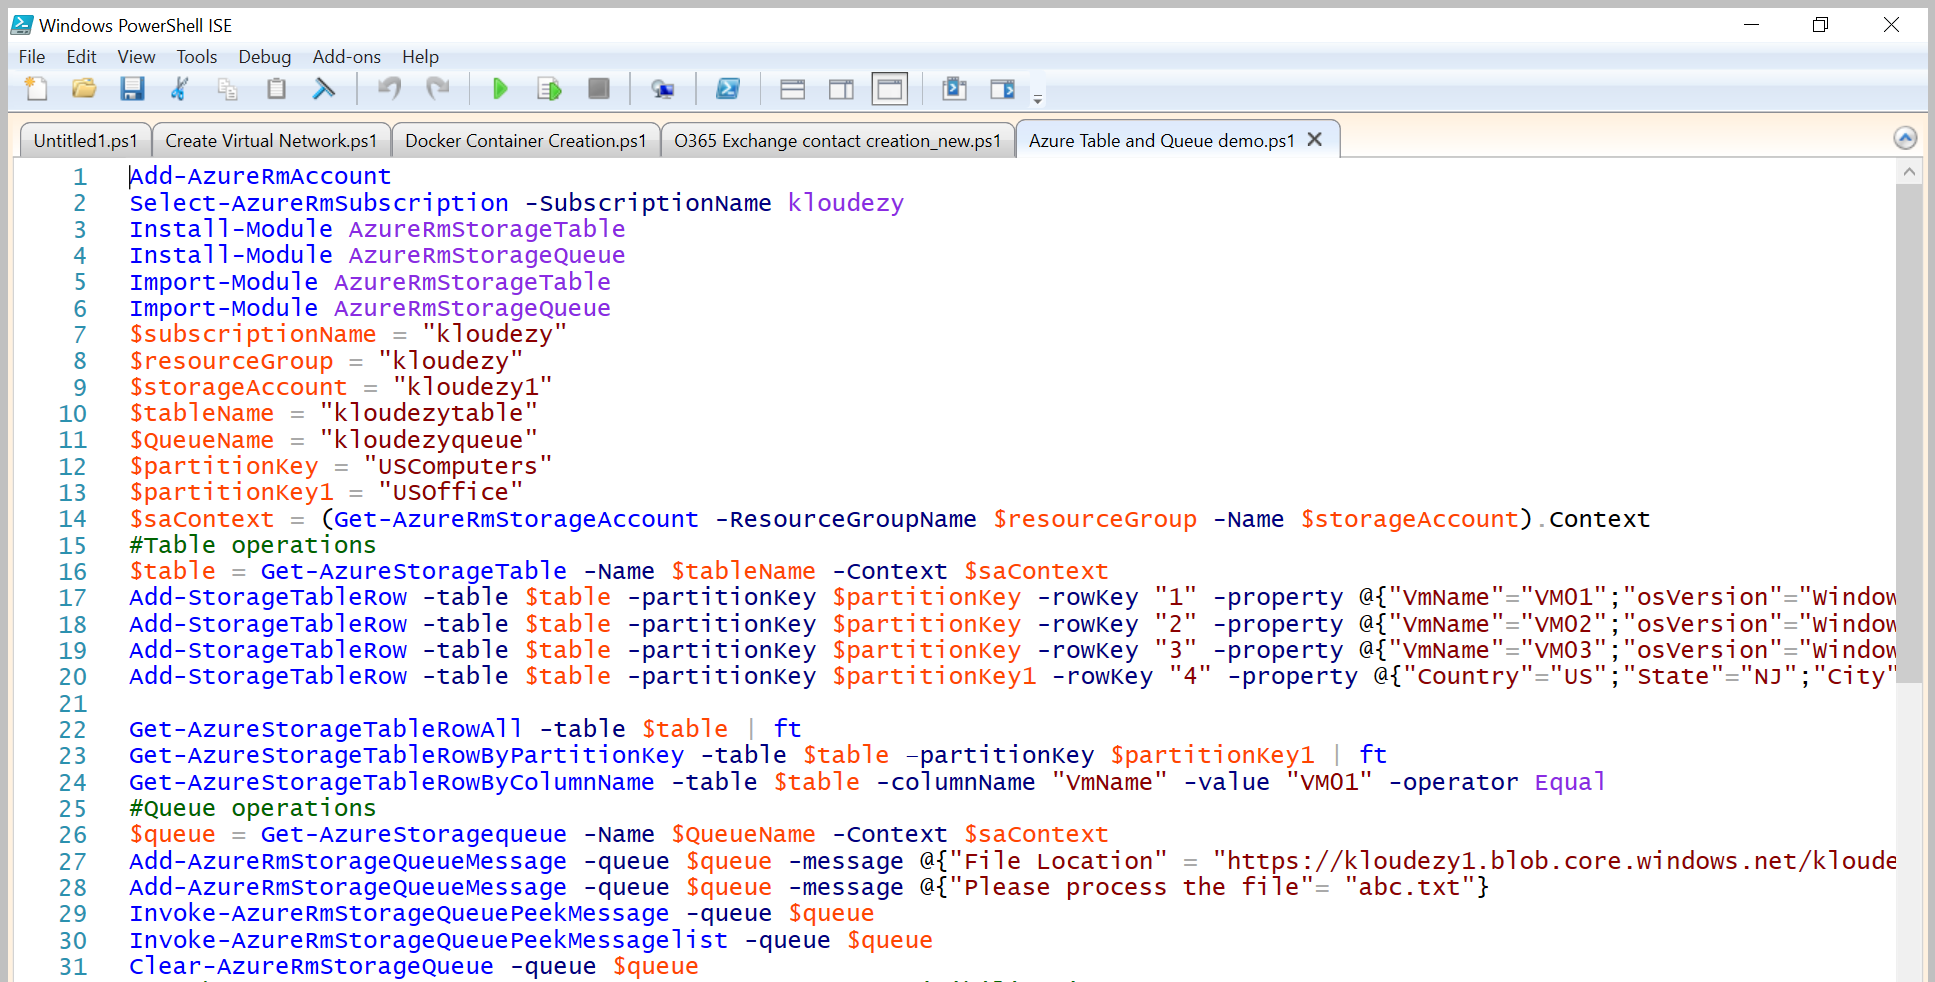 Windows PowerShell ISE
File Edit View Tools Debug Add-ons Help
Untitled1.ps1 Create Virtual Network.ps1 Docker Container Creation.ps1 O365 Exchange contact creation_new.ps1 Azure Table and Queue demo.ps1
1 Add-AzureRmAccount
2 Select-AzureRmSubscription -SubscriptionName kloudezy
3 Install-Module AzureRmStorageTable
4 Install-Module AzureRmStorageQueue
5 Import-Module AzureRmStorageTable
6 Import-Module AzureRmStorageQueue
7 $subscriptionName = "kloudezy"
8 $resourceGroup = "kloudezy"
9 $storageAccount = "kloudezy1"
10 $tableName = "kloudezytable"
11 $QueueName = "kloudezyqueue"
12 $partitionKey = "USComputers"
13 $partitionKey1 = "USOffice"
14 $saContext = (Get-AzureRmStorageAccount -ResourceGroupName $resourceGroup -Name $storageAccount).Context
15 #Table operations
16 $table = Get-AzureStorageTable -Name $tableName -Context $saContext
17 Add-StorageTableRow -table $table -partitionKey $partitionKey -rowKey "1" -property @{"VmName"="VM01";"osVersion"="Window
18 Add-StorageTableRow -table $table -partitionKey $partitionKey -rowKey "2" -property @{"VmName"="VM02";"osVersion"="Window
19 Add-StorageTableRow -table $table -partitionKey $partitionKey -rowKey "3" -property @{"VmName"="VM03";"osVersion"="Window
20 Add-StorageTableRow -table $table -partitionKey $partitionKey1 -rowKey "4" -property @{"Country"="US";"State"="NJ";"City"
21
22 Get-AzureStorageTableRowAll -table $table | ft
23 Get-AzureStorageTableRowByPartitionKey -table $table –partitionKey $partitionKey1 | ft
24 Get-AzureStorageTableRowByColumnName -table $table -columnName "VmName" -value "VM01" -operator Equal
25 #Queue operations
26 $queue = Get-AzureStoragequeue -Name $QueueName -Context $saContext
27 Add-AzureRmStorageQueueMessage -queue $queue -message @{"File Location" = "https://kloudezy1.blob.core.windows.net/kloude
28 Add-AzureRmStorageQueueMessage -queue $queue -message @{"Please process the file"= "abc.txt"}
29 Invoke-AzureRmStorageQueuePeekMessage -queue $queue
30 Invoke-AzureRmStorageQueuePeekMessagelist -queue $queue
31 Clear-AzureRmStorageQueue -queue $queue